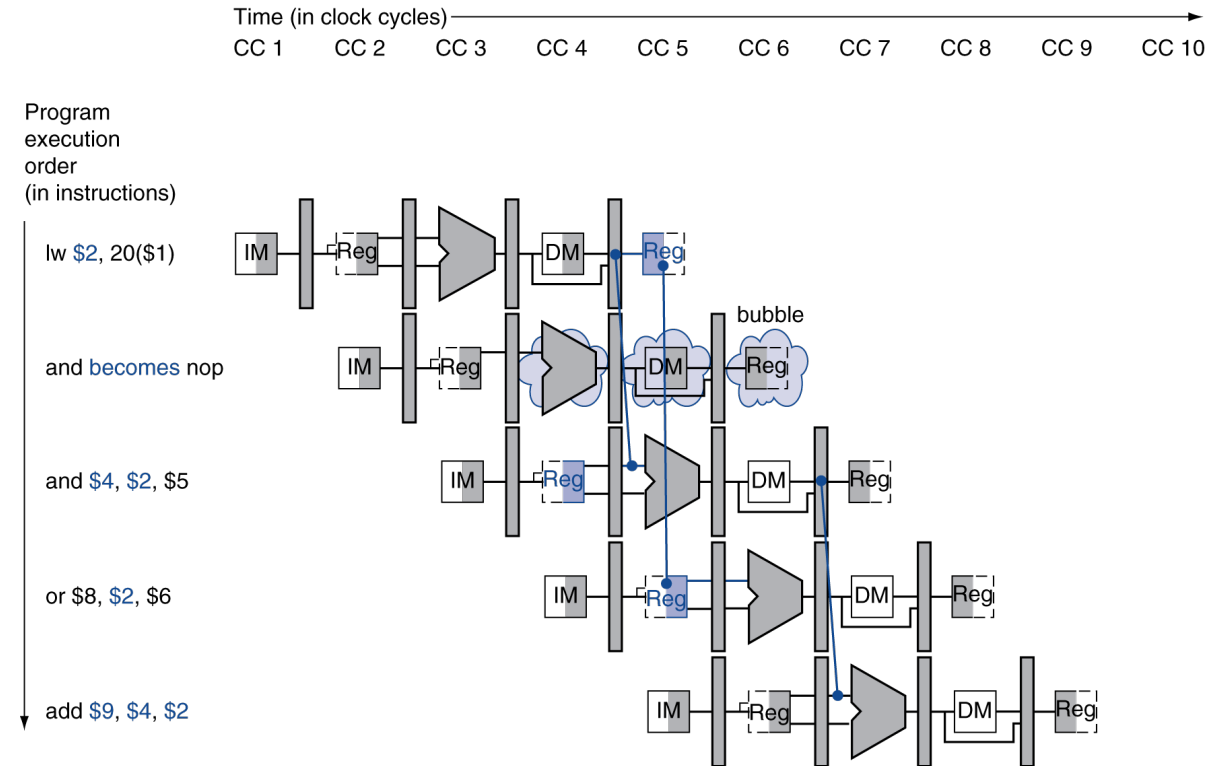 Time (in clock cycles)
CC 1 CC 2 CC 3 CC 4 CC 5 CC 6 CC 7 CC 8 CC 9 CC 10
Program
execution
order
(in instructions)
lw $2, 20($1) IM Reg DM Reg
bubble
and becomes nop IM Reg DM Reg
and $4, $2, $5 IM Reg DM Reg
or $8, $2, $6 IM Reg DM Reg
add $9, $4, $2 IM Reg DM Reg